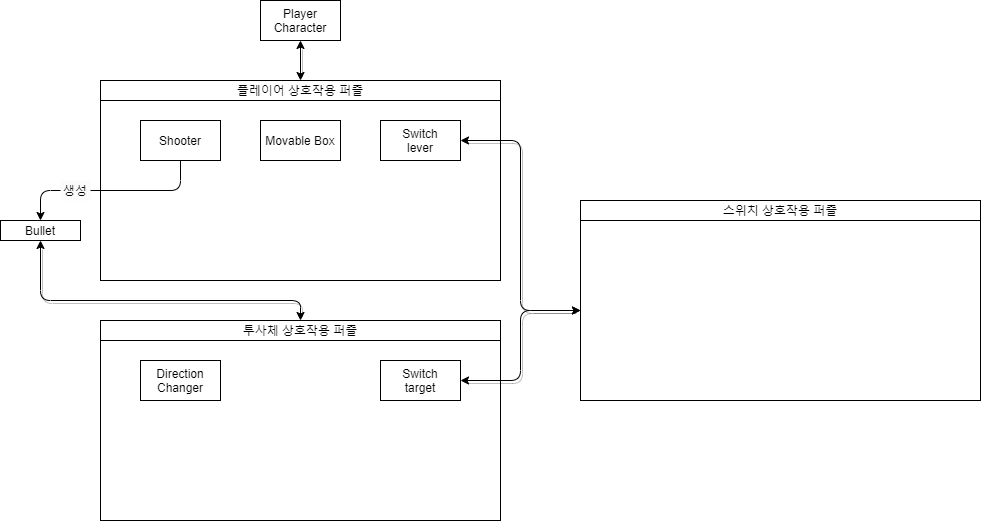 Player
Character
플레이어 상호작용 퍼즐
Shooter
Movable Box
Switch
lever
생성
Bullet
스위치 상호작용 퍼즐
투사체 상호작용 퍼즐
Direction
Changer
Switch
target